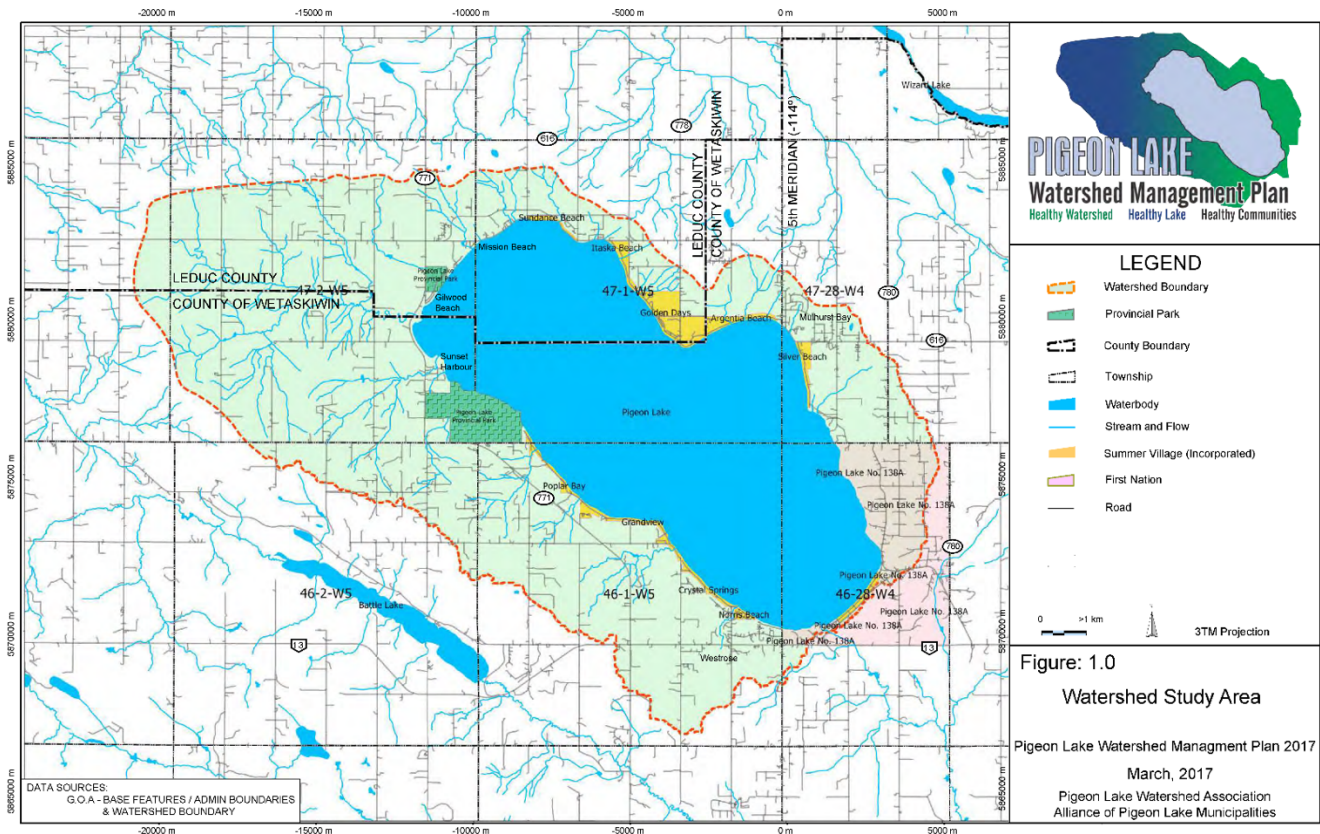 -20000 m
-15000 m
-10000 m
-5000 m
0 m
5000 m
5885000 m
5880000 m
5875000 m
5870000 m
5865000 m
5885000 m
5880000 m
5875000 m
5870000 m
5865000 m
Wizard Lake
778
616
771
LEDUC COUNTY
COUNTY OF WETASKIWIN
5th MERIDIAN (-114°)
Sundance Beach
Mission Beach
Itaska Beach
Pigeon Lake
Provincial Park
LEDUC COUNTY
COUNTY OF WETASKIWIN
47-2-W5
47-1-W5
47-28-W4
780
Gilwood
Beach
Golden Days
Argentia Beach
Mulhurst Bay
616
Silver Beach
Sunset
Harbour
Pigeon Lake
Provincial Park
Pigeon Lake
Pigeon Lake No. 138A
Poplar Bay
771
Pigeon Lake No. 138A
Grandview
780
Pigeon Lake No. 138A
46-2-W5
46-1-W5
46-28-W4
Crystal Springs
Battle Lake
Pigeon Lake No. 138A
Norris Beach
Pigeon Lake No. 138A
Pigeon Lake No. 138A
13
13
Westrose
DATA SOURCES:
G.O.A - BASE FEATURES / ADMIN BOUNDARIES
& WATERSHED BOUNDARY
-20000 m
-15000 m
-10000 m
-5000 m
0 m
5000 m
PIGEON LAKE
Watershed Management Plan
Healthy Watershed Healthy Lake Healthy Communities
LEGEND
Watershed Boundary
Provincial Park
County Boundary
Township
Waterbody
Stream and Flow
Summer Village (Incorporated)
First Nation
Road
0 >1 km
3TM Projection
Figure: 1.0
Watershed Study Area
Pigeon Lake Watershed Managment Plan 2017
March, 2017
Pigeon Lake Watershed Association
Alliance of Pigeon Lake Municipalities